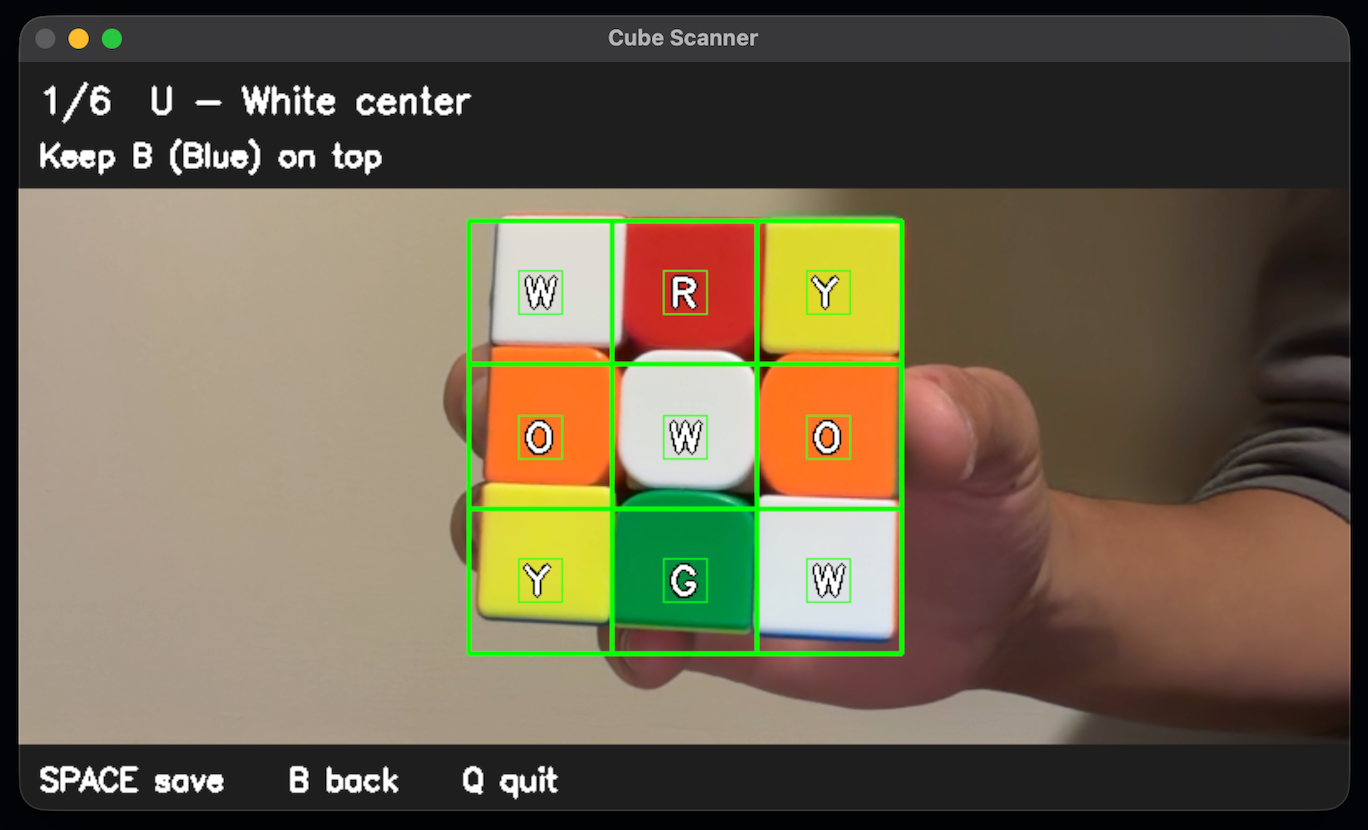 Cube Scanner
1/6 U – White center
Keep B (Blue) on top
W R Y
O W O
Y G W
SPACE save B back Q quit